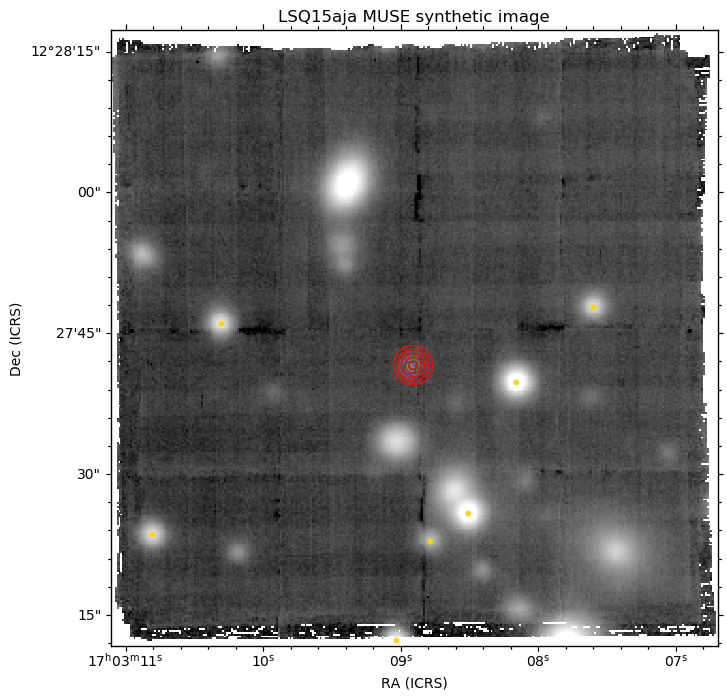 LSQ15aja MUSE synthetic image
12°28'15"
00"
27'45"
30"
15"
Dec (ICRS)
17ʰ03ᵐ11ˢ 10ˢ 09ˢ 08ˢ 07ˢ
RA (ICRS)